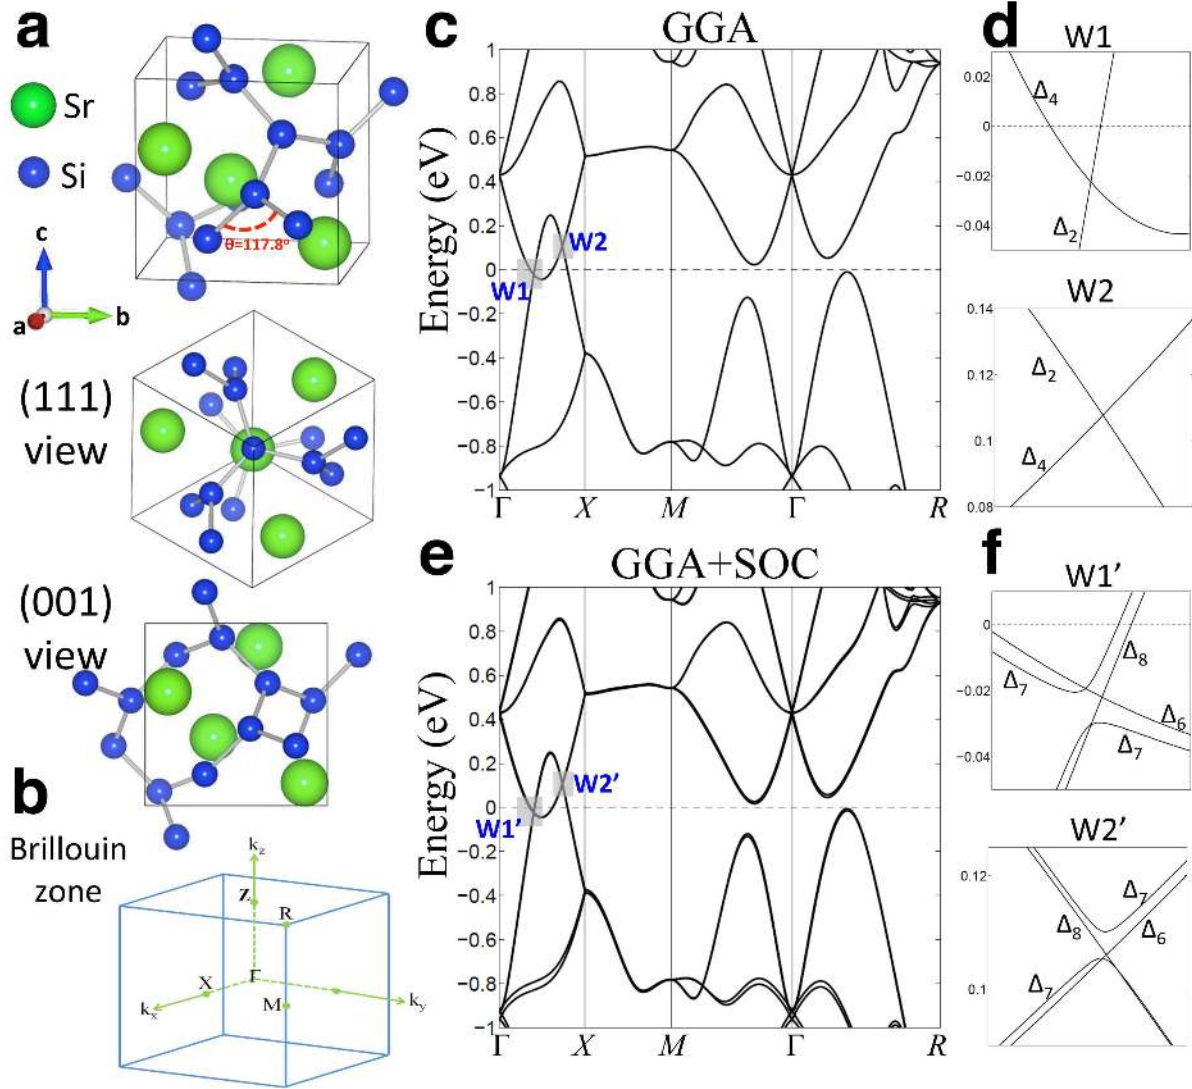 a
Sr
Si
θ=117.8°
c
a
b
(111)
view
(001)
view
b
Brillouin
zone
kz
Z
R
X
Γ
kx
M
ky
c
GGA
Energy (eV)
1
0.8
0.6
0.4
0.2
0
−0.2
−0.4
−0.6
−0.8
−1
W2
W1
Γ
X
M
Γ
R
d
W1
0.02
0
−0.02
−0.04
Δ4
Δ2
W2
0.14
0.12
0.1
0.08
Δ2
Δ4
e
GGA+SOC
Energy (eV)
1
0.8
0.6
0.4
0.2
0
−0.2
−0.4
−0.6
−0.8
−1
W2’
W1’
Γ
X
M
Γ
R
f
W1’
0
−0.02
−0.04
Δ8
Δ7
Δ6
Δ7
W2’
0.12
0.1
Δ7
Δ8
Δ6
Δ7